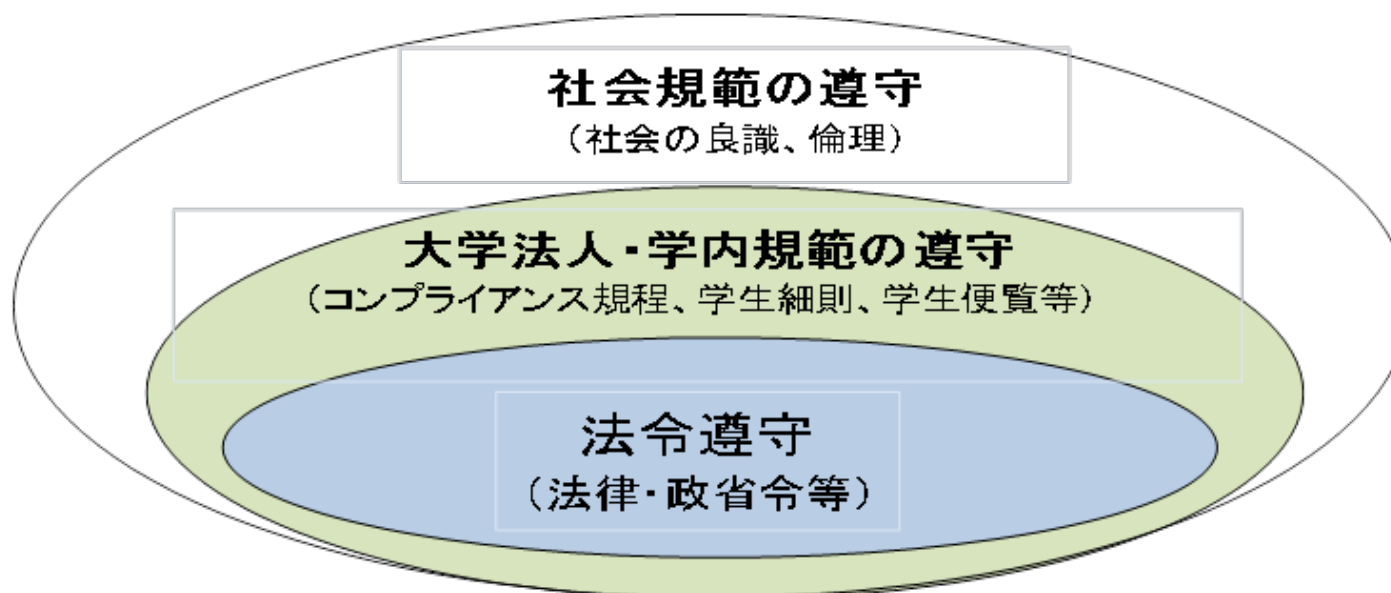 社会規範の遵守
（社会の良識、倫理）
大学法人・学内規範の遵守
（コンプライアンス規程、学生細則、学生便覧等）
法令遵守
（法律・政省令等）